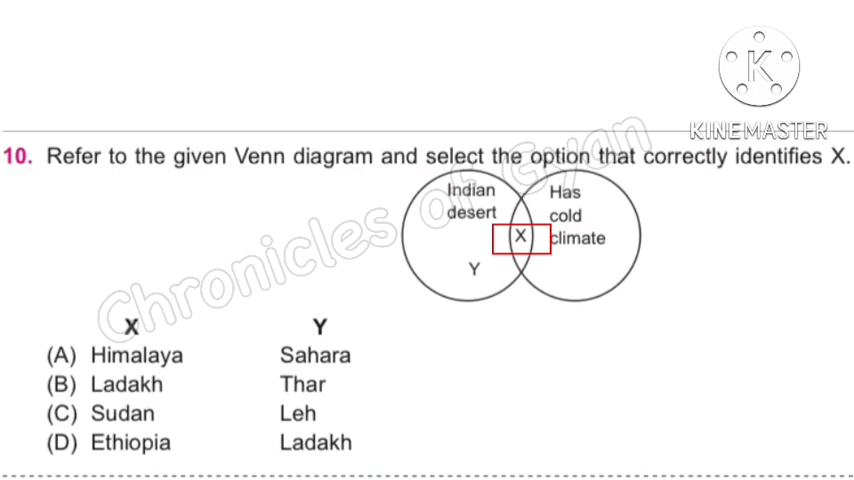 K
KINEMASTER
10. Refer to the given Venn diagram and select the option that correctly identifies X.
Indian desert
Has cold climate
X
Y
Chronicles of Gyan
X Y
(A) Himalaya Sahara
(B) Ladakh Thar
(C) Sudan Leh
(D) Ethiopia Ladakh